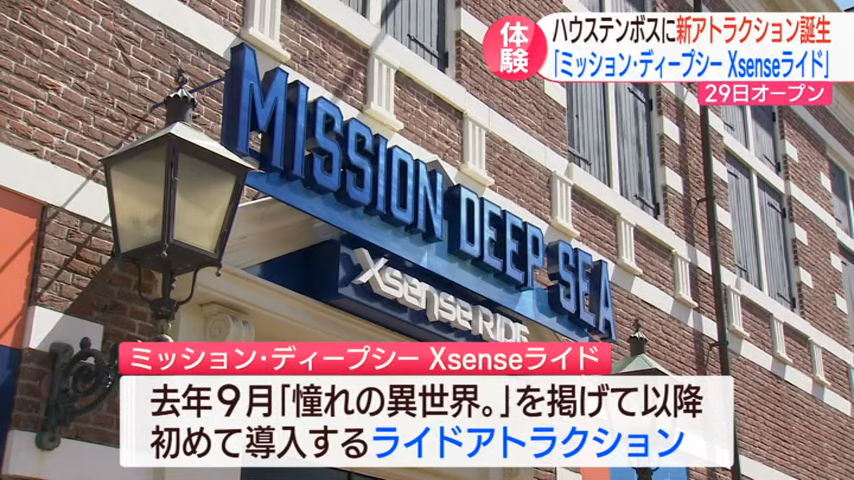 体験
ハウステンボスに新アトラクション誕生
「ミッション・ディープシー Xsenseライド」
29日オープン
MISSION DEEP SEA
Xsense RIDE
ミッション・ディープシー Xsenseライド
去年9月「憧れの異世界。」を掲げて以降
初めて導入するライドアトラクション